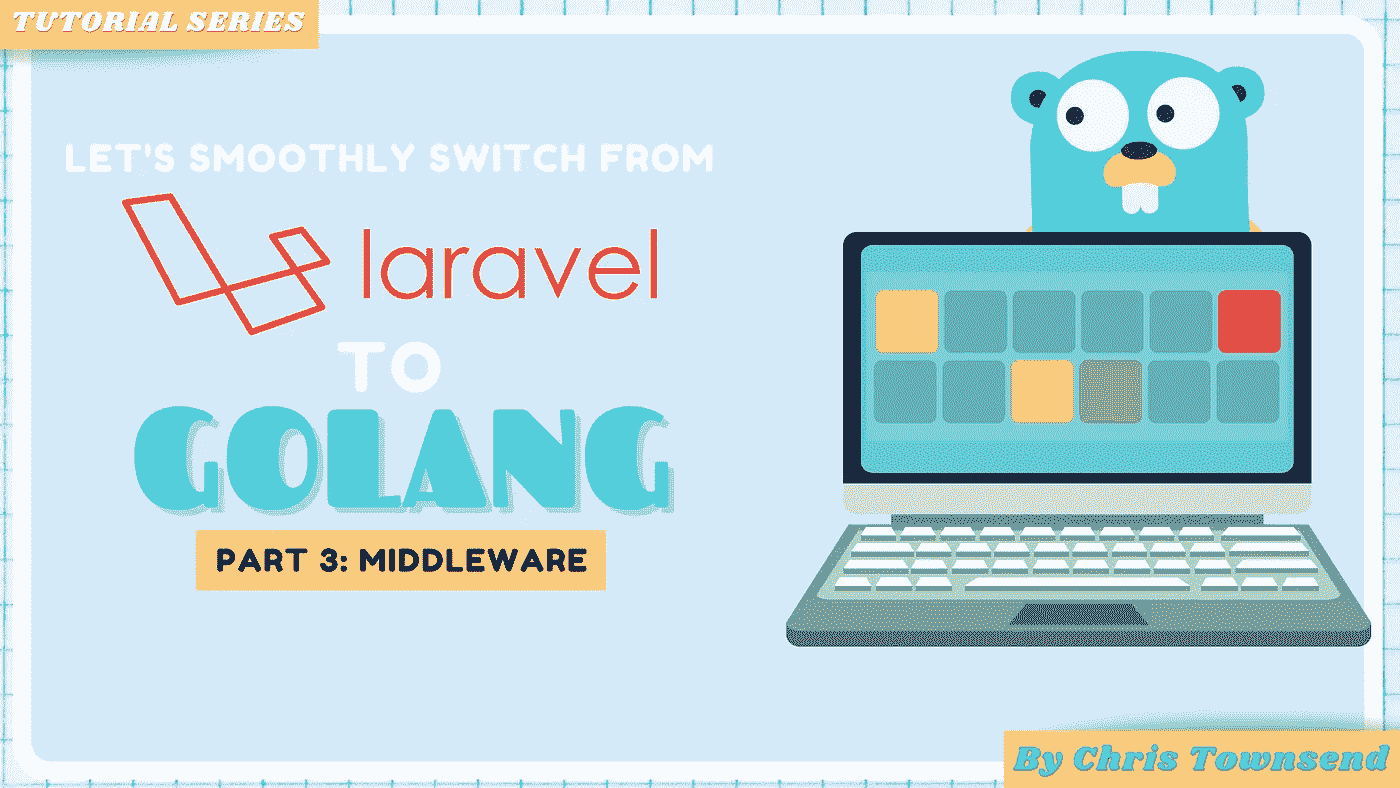 TUTORIAL SERIES
LET'S SMOOTHLY SWITCH FROM
laravel
TO
GOLANG
PART 3: MIDDLEWARE
By Chris Townsend